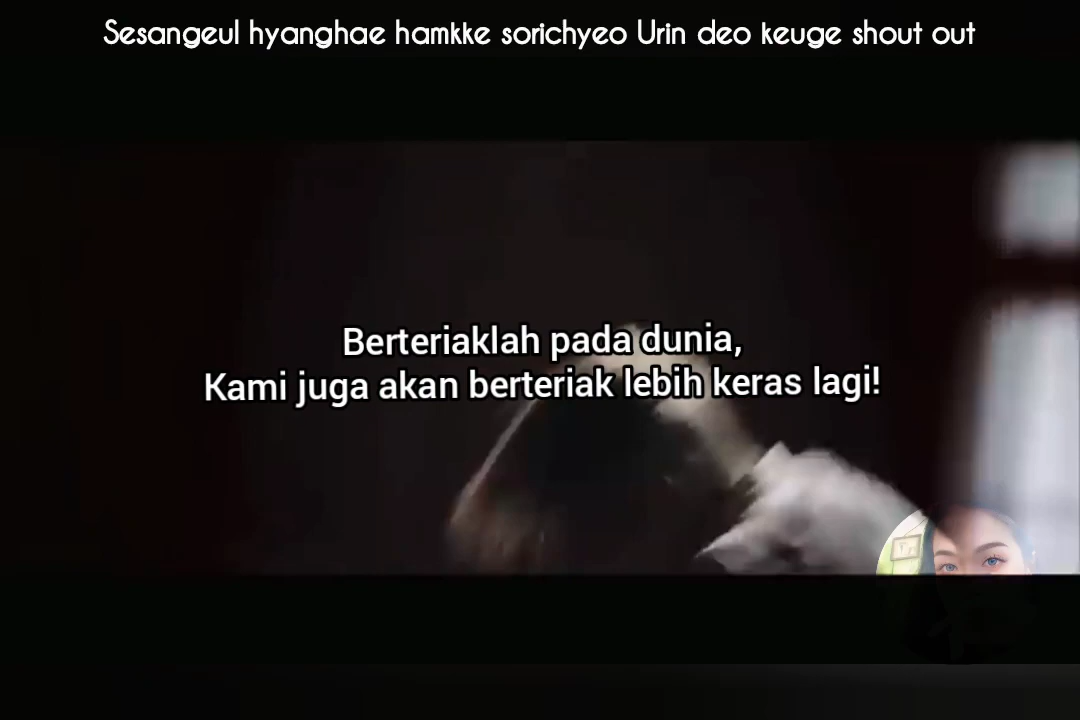 Sesangeul hyanghae hamkke sorichyeo Urin deo keuge shout out
Berteriaklah pada dunia,
Kami juga akan berteriak lebih keras lagi!